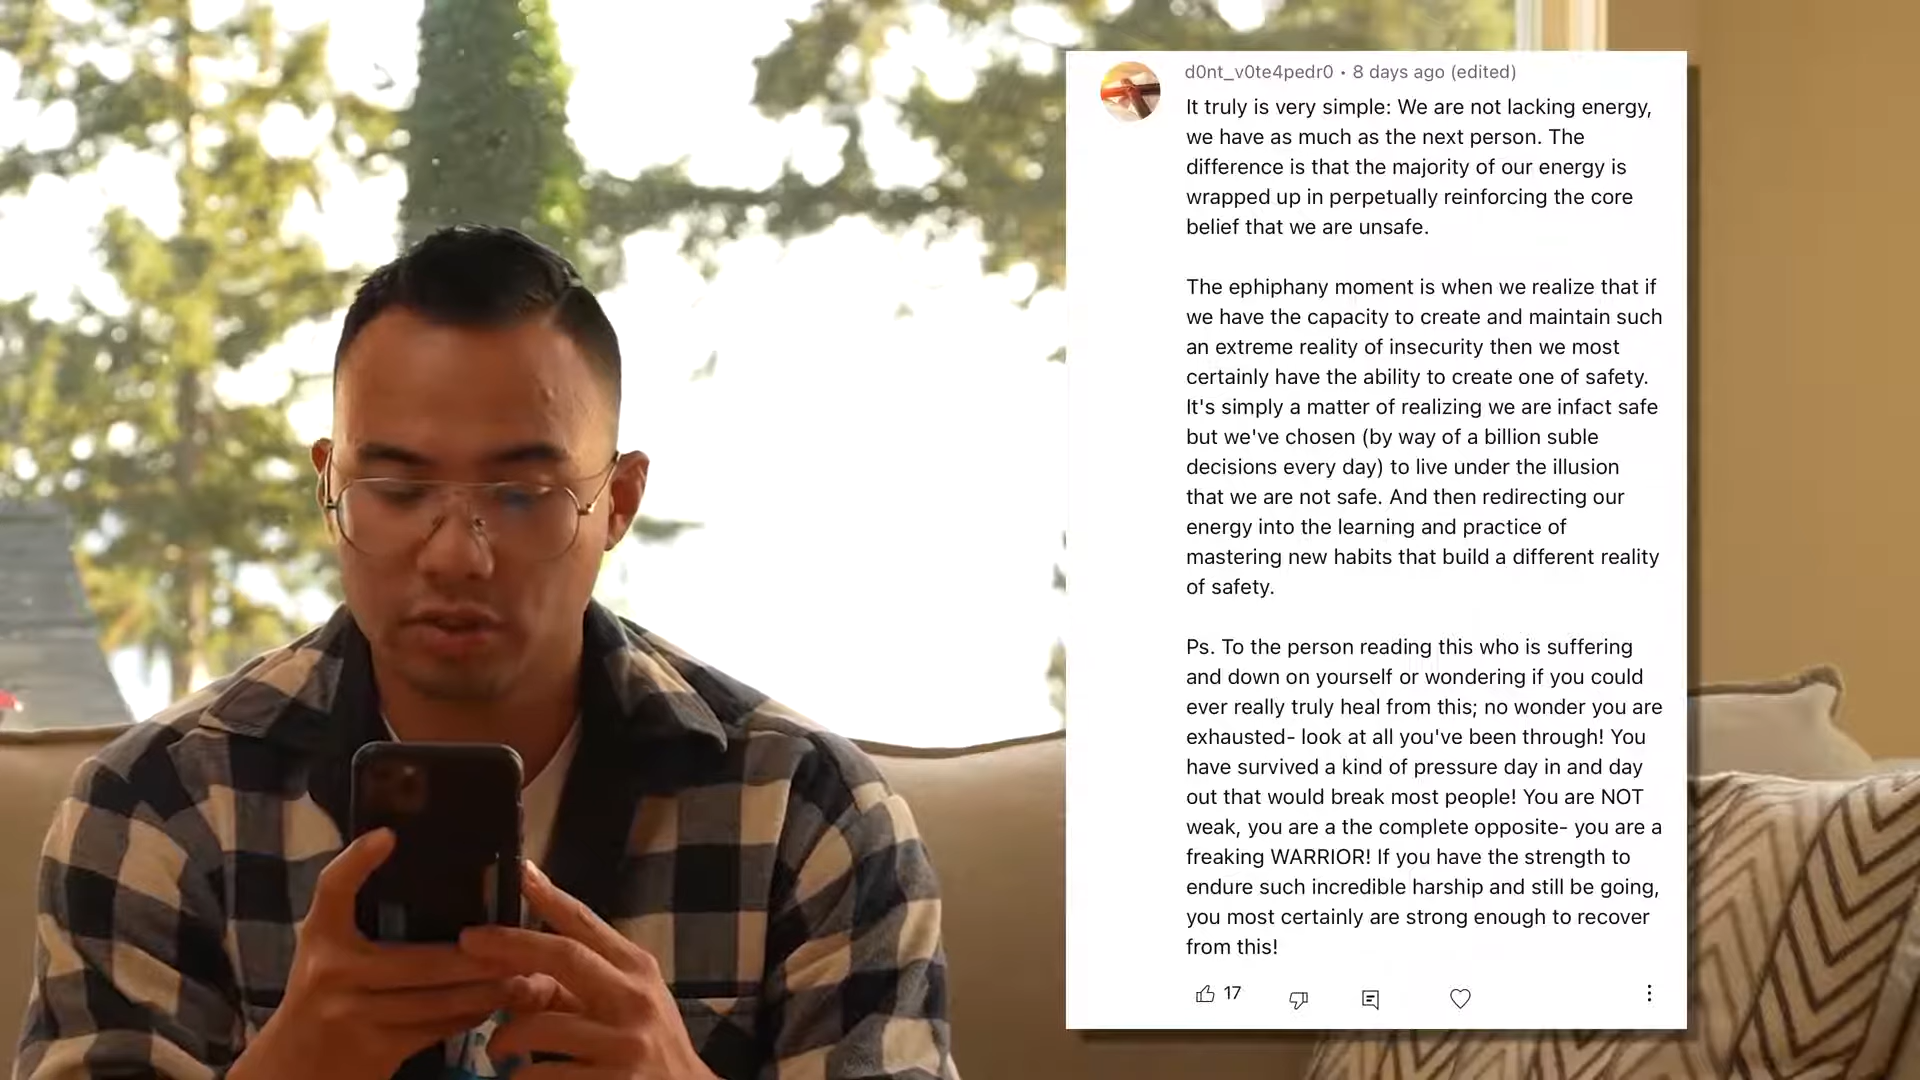 d0nt_v0te4pedr0 • 8 days ago (edited)
It truly is very simple: We are not lacking energy,
we have as much as the next person. The
difference is that the majority of our energy is
wrapped up in perpetually reinforcing the core
belief that we are unsafe.
The ephiphany moment is when we realize that if
we have the capacity to create and maintain such
an extreme reality of insecurity then we most
certainly have the ability to create one of safety.
It's simply a matter of realizing we are infact safe
but we've chosen (by way of a billion suble
decisions every day) to live under the illusion
that we are not safe. And then redirecting our
energy into the learning and practice of
mastering new habits that build a different reality
of safety.
Ps. To the person reading this who is suffering
and down on yourself or wondering if you could
ever really truly heal from this; no wonder you are
exhausted- look at all you've been through! You
have survived a kind of pressure day in and day
out that would break most people! You are NOT
weak, you are a the complete opposite- you are a
freaking WARRIOR! If you have the strength to
endure such incredible harship and still be going,
you most certainly are strong enough to recover
from this!
17